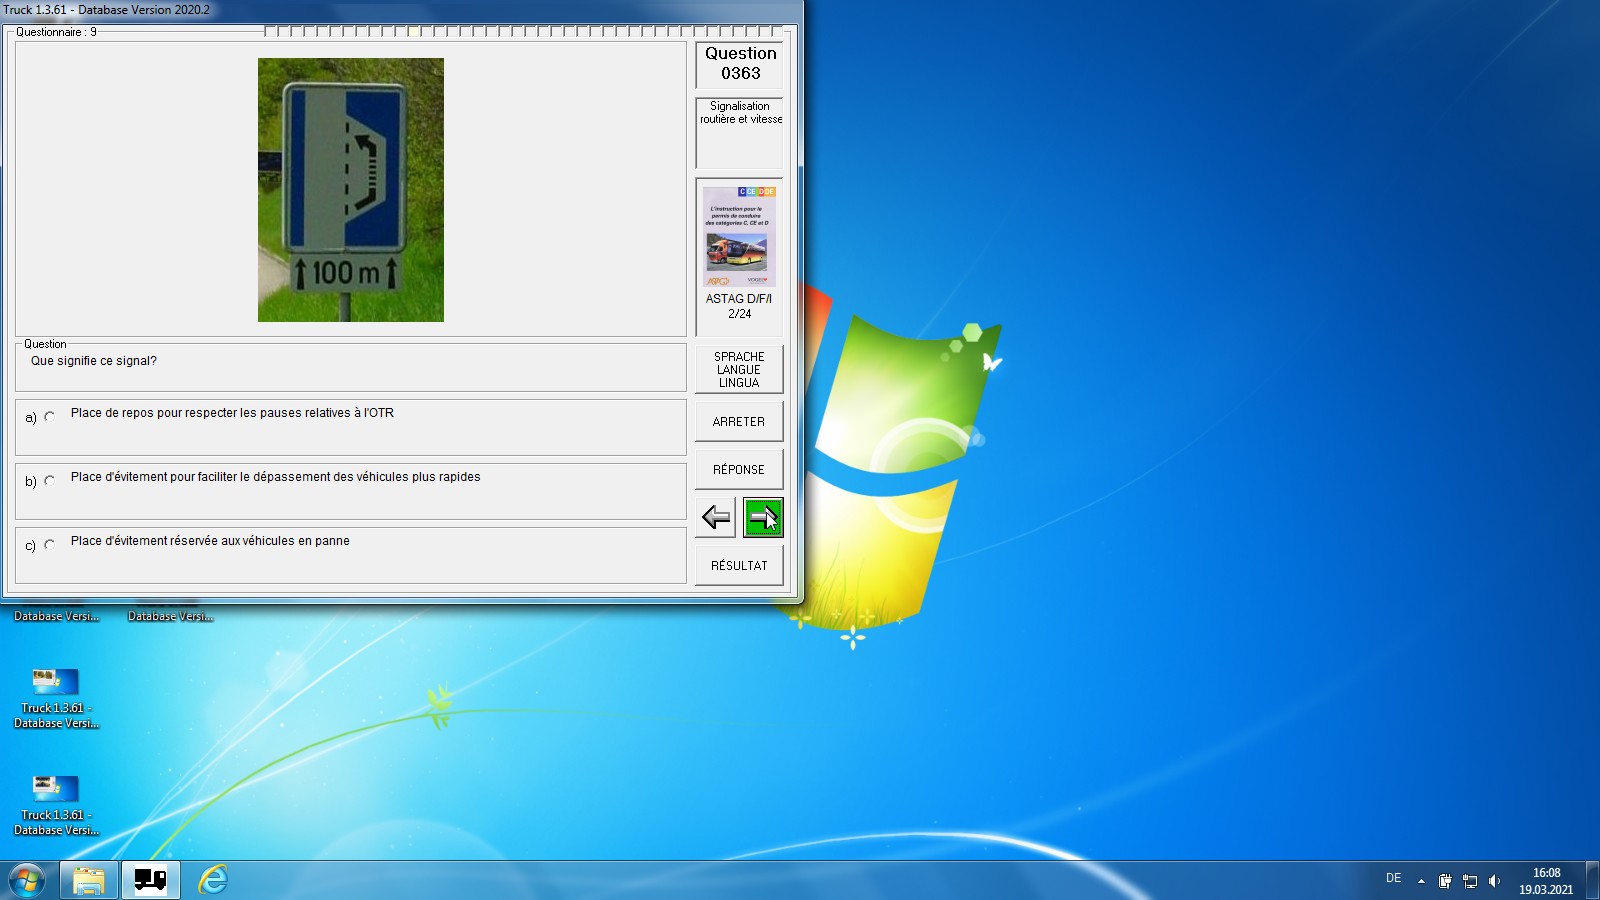 Truck 1.3.61 - Database Version 2020.2
Questionnaire : 9
100 m
Question
0363
Signalisation
routière et vitesse
C CE D DE
L'instruction pour le
permis de conduire
des catégories C, CE et D
ASTAG D/F/I
2/24
Question
Que signifie ce signal?
a) Place de repos pour respecter les pauses relatives à l'OTR
b) Place d'évitement pour faciliter le dépassement des véhicules plus rapides
c) Place d'évitement réservée aux véhicules en panne
SPRACHE
LANGUE
LINGUA
ARRETER
RÉPONSE
RÉSULTAT
Database Versi...
Database Versi...
Truck 1.3.61 -
Database Versi...
Truck 1.3.61 -
Database Versi...
DE
16:08
19.03.2021